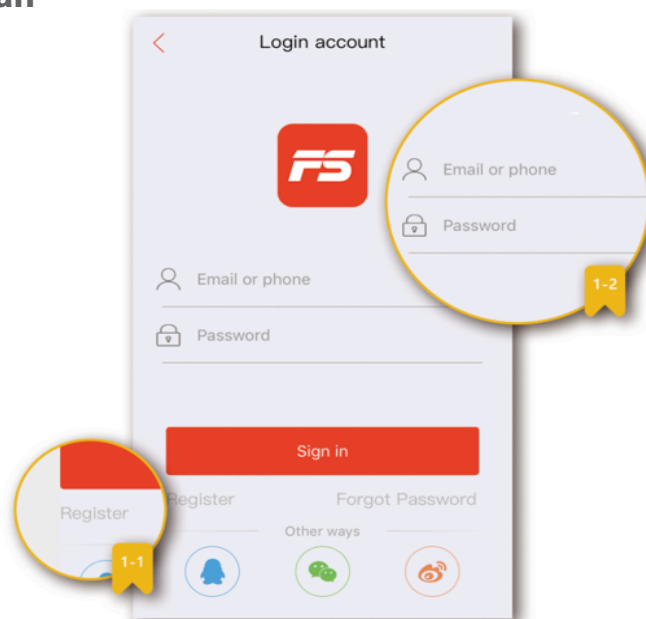 Login account
FS
Email or phone
Password
1-2
Email or phone
Password
Sign in
Register
Forgot Password
Register
1-1
Other ways